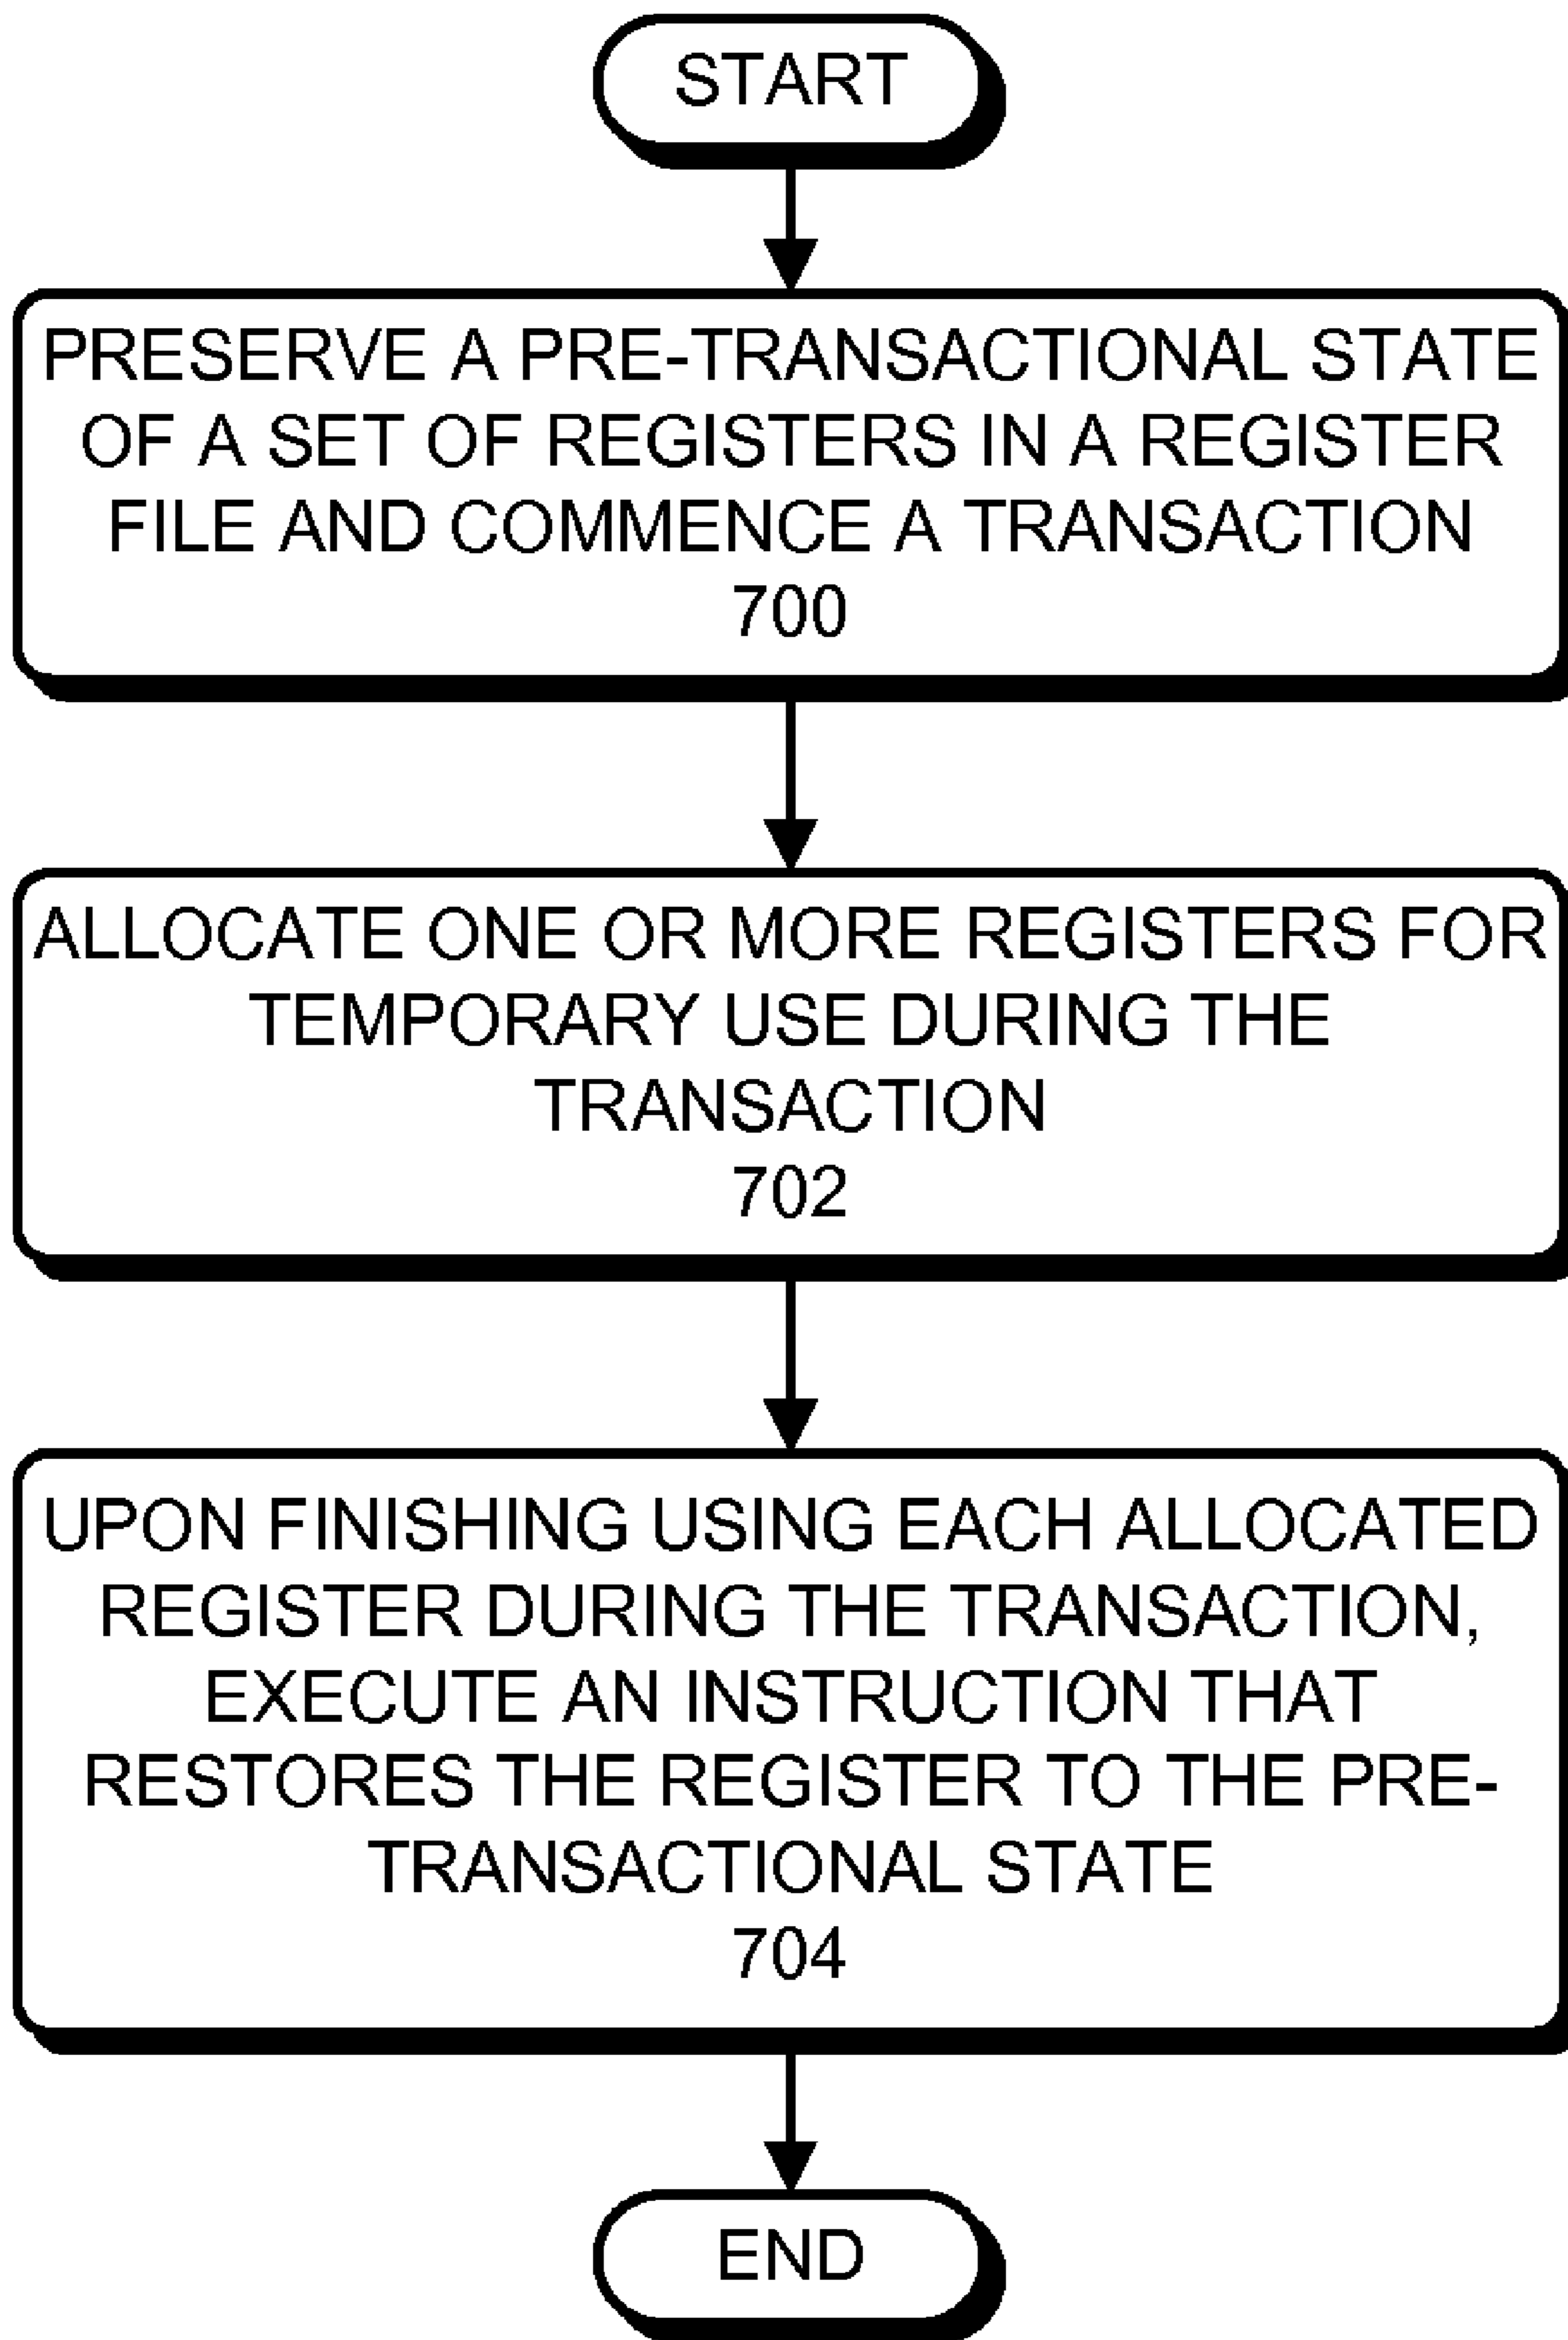 START
PRESERVE A PRE-TRANSACTIONAL STATE
OF A SET OF REGISTERS IN A REGISTER
FILE AND COMMENCE A TRANSACTION
700
ALLOCATE ONE OR MORE REGISTERS FOR
TEMPORARY USE DURING THE
TRANSACTION
702
UPON FINISHING USING EACH ALLOCATED
REGISTER DURING THE TRANSACTION,
EXECUTE AN INSTRUCTION THAT
RESTORES THE REGISTER TO THE PRE-
TRANSACTIONAL STATE
704
END